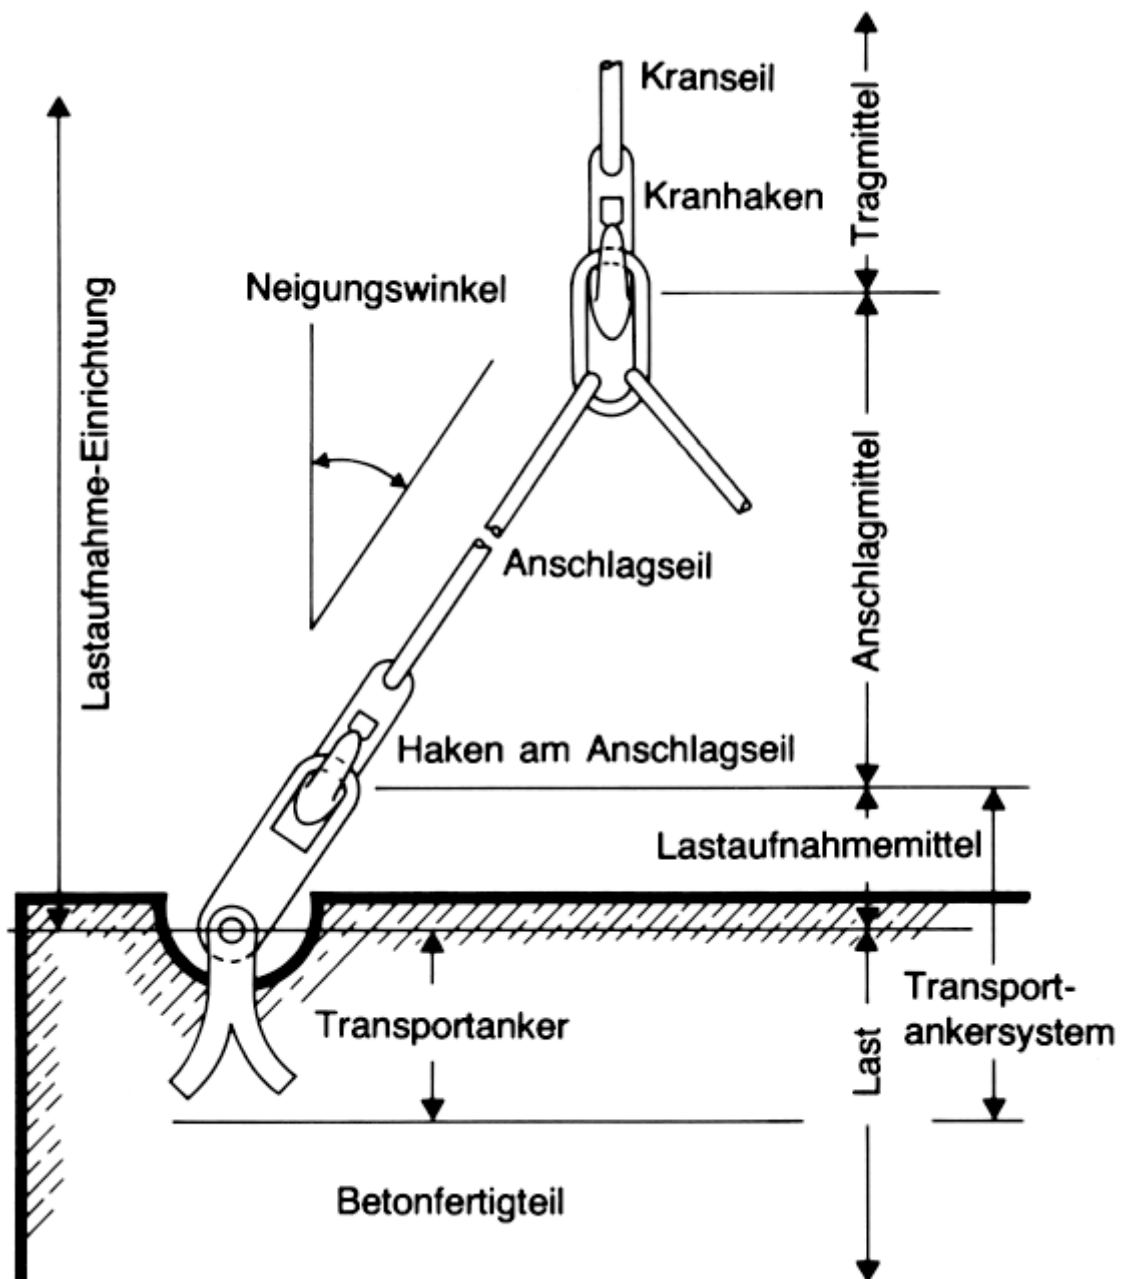 Kranseil
Tragmittel
Kranhaken
Neigungswinkel
Lastaufnahme-Einrichtung
Anschlagmittel
Anschlagseil
Haken am Anschlagseil
Lastaufnahmemittel
Transport-
ankersystem
Transportanker
Last
Betonfertigteil